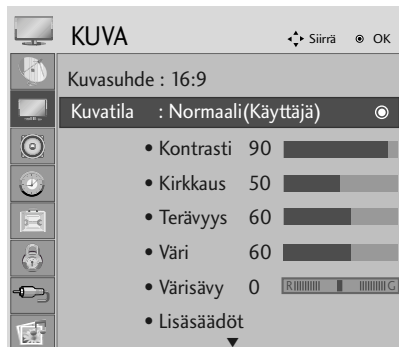 KUVA Siirrä OK
Kuvasuhde : 16:9
Kuvatila : Normaali(Käyttäjä)
• Kontrasti 90
• Kirkkaus 50
• Terävyys 60
• Väri 60
• Värisävy 0 R G
• Lisäsäädöt